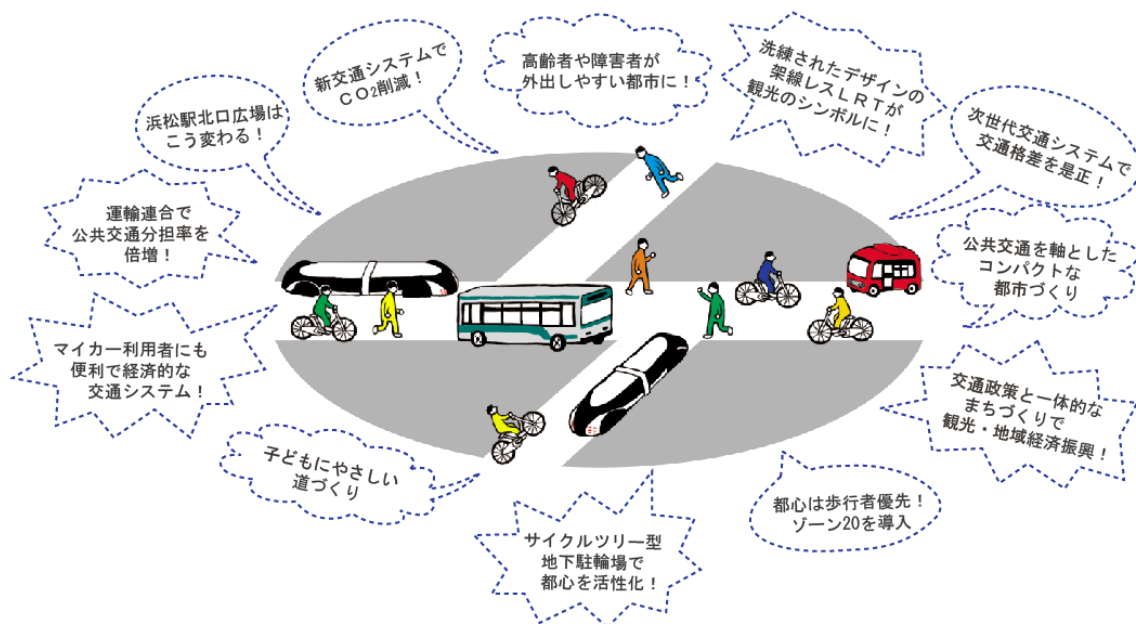 新交通システムで
CO₂削減！
高齢者や障害者が
外出しやすい都市に！
洗練されたデザインの
架線レスLRTが
観光のシンボルに！
浜松駅北口広場は
こう変わる！
次世代交通システムで
交通格差を是正！
運輸連合で
公共交通分担率を
倍増！
公共交通を軸とした
コンパクトな
都市づくり
マイカー利用者にも
便利で経済的な
交通システム！
交通政策と一体的な
まちづくりで
観光・地域経済振興！
子どもにやさしい
道づくり
都心は歩行者優先！
ゾーン20を導入
サイクルツリー型
地下駐輪場で
都心を活性化！